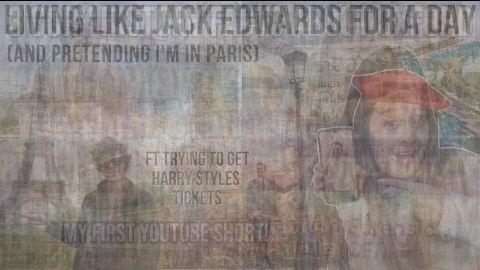 LIVING LIKE JACK EDWARDS FOR A DAY
(AND PRETENDING I'M IN PARIS)
FT TRYING TO GET
HARRY STYLES
TICKETS
MY FIRST YOUTUBE SHORT!